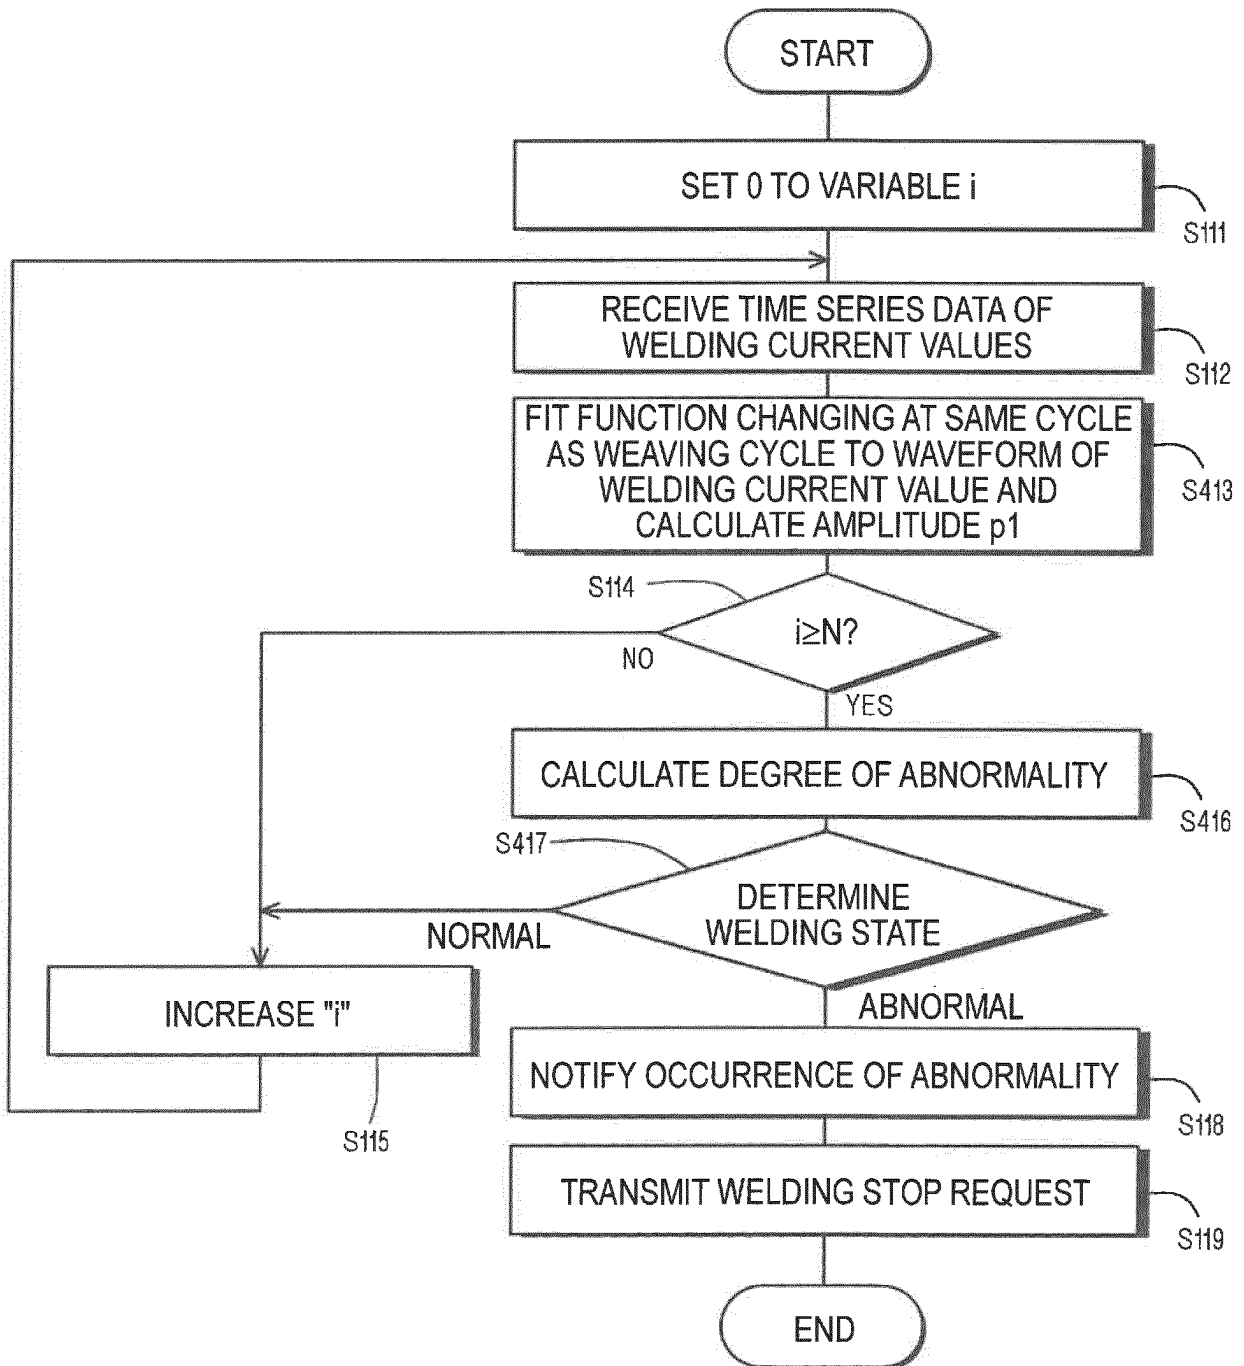 START
SET 0 TO VARIABLE i
S111
RECEIVE TIME SERIES DATA OF
WELDING CURRENT VALUES
S112
FIT FUNCTION CHANGING AT SAME CYCLE
AS WEAVING CYCLE TO WAVEFORM OF
WELDING CURRENT VALUE AND
CALCULATE AMPLITUDE p1
S413
S114
i≥N?
NO
YES
CALCULATE DEGREE OF ABNORMALITY
S416
S417
DETERMINE
WELDING STATE
NORMAL
ABNORMAL
INCREASE "i"
S115
NOTIFY OCCURRENCE OF ABNORMALITY
S118
TRANSMIT WELDING STOP REQUEST
S119
END